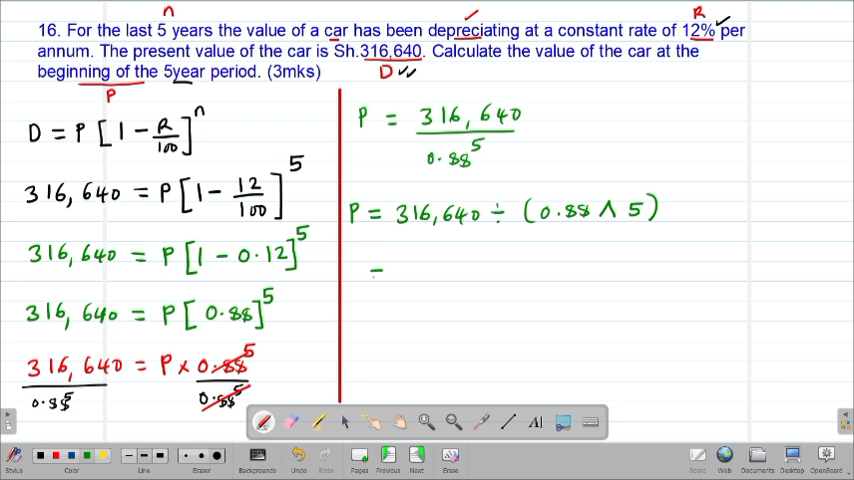 n
R
16. For the last 5 years the value of a car has been depreciating at a constant rate of 12% per
annum. The present value of the car is Sh.316,640. Calculate the value of the car at the
beginning of the 5year period. (3mks)
D
P
D = P [ 1 - R/100 ]^n
316,640 = P [ 1 - 12/100 ]^5
316,640 = P [ 1 - 0.12 ]^5
316,640 = P [ 0.88 ]^5
316,640 / 0.88^5 = P × 0.88^5 / 0.88^5
P = 316,640 / 0.88^5
P = 316,640 ÷ ( 0.88 ∧ 5 )
=
AI
Stylus
Color
Line
Eraser
Backgrounds
Undo
Redo
Pages
Previous
Next
Erase
Board
Web
Documents
Desktop
Settings